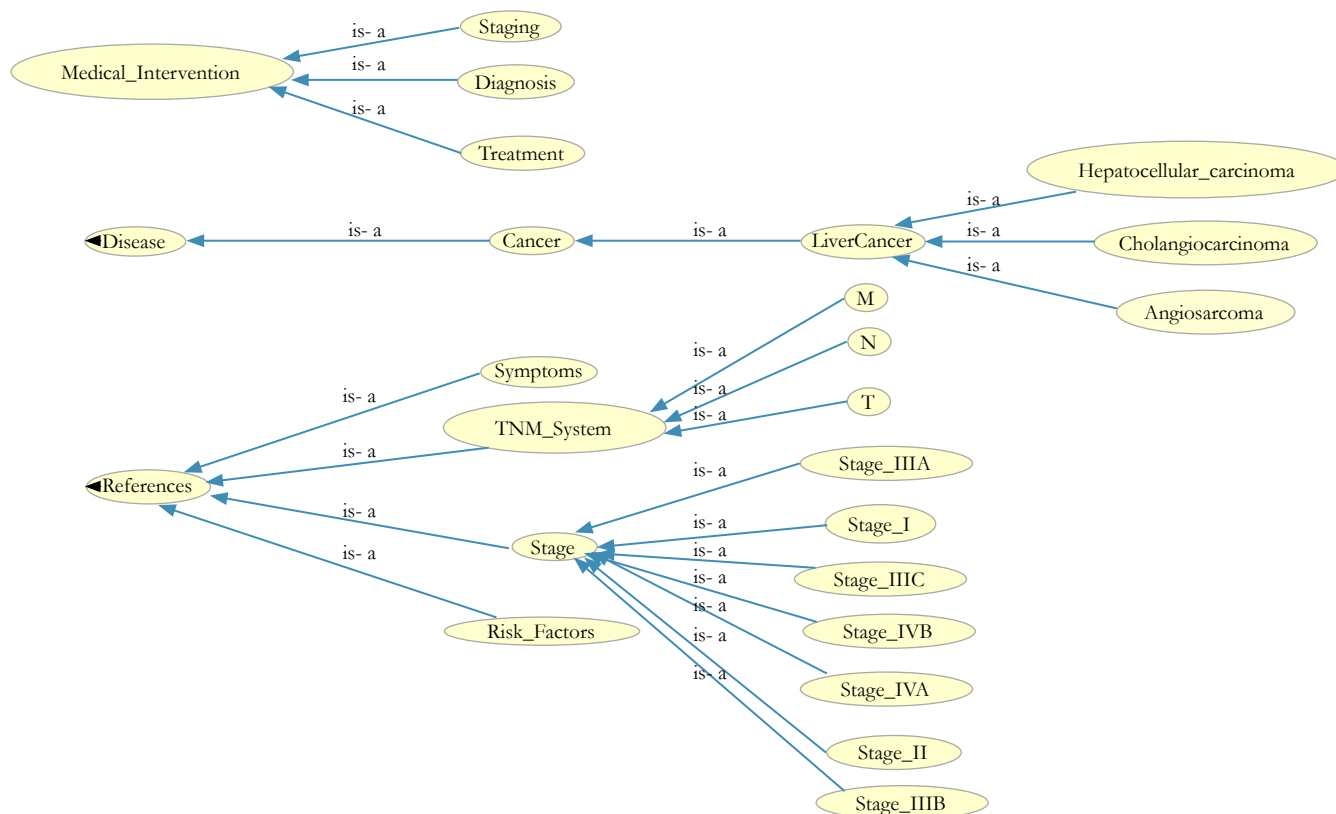 is- a
Staging
Medical_Intervention
is- a
Diagnosis
is- a
Treatment
Hepatocellular_carcinoma
is- a
Disease
is- a
Cancer
is- a
LiverCancer
is- a
Cholangiocarcinoma
is- a
Angiosarcoma
M
is- a
N
Symptoms
is- a
is- a
T
is- a
TNM_System
is- a
Stage_IIIA
is- a
References
is- a
Stage_I
is- a
is- a
Stage
is- a
Stage_IIIC
is- a
is- a
Stage_IVB
Risk_Factors
is- a
is- a
Stage_IVA
is- a
Stage_II
Stage_IIIB